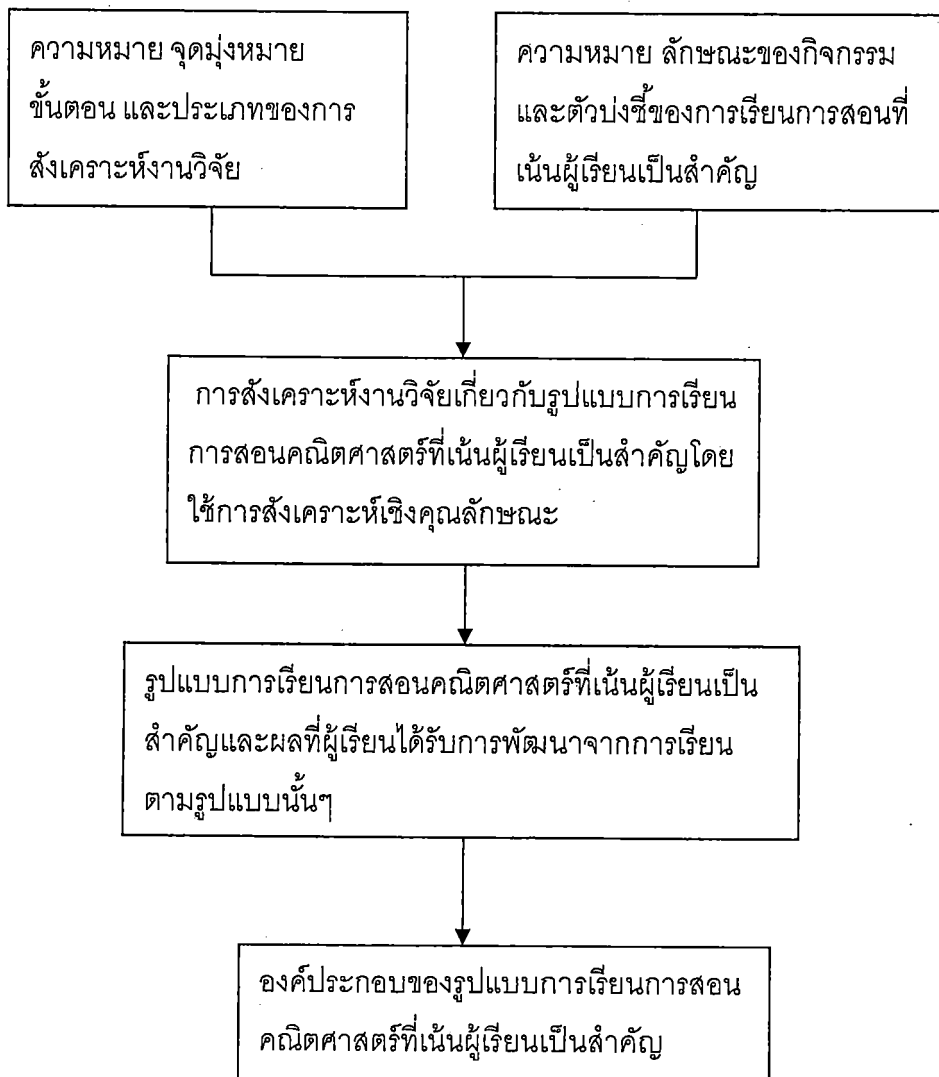 ความหมาย จุดมุ่งหมาย
ขั้นตอน และประเภทของการ
สังเคราะห์งานวิจัย
ความหมาย ลักษณะของกิจกรรม
และตัวบ่งชี้ของการเรียนการสอนที่
เน้นผู้เรียนเป็นสำคัญ
การสังเคราะห์งานวิจัยเกี่ยวกับรูปแบบการเรียน
การสอนคณิตศาสตร์ที่เน้นผู้เรียนเป็นสำคัญโดย
ใช้การสังเคราะห์เชิงคุณลักษณะ
รูปแบบการเรียนการสอนคณิตศาสตร์ที่เน้นผู้เรียนเป็น
สำคัญและผลที่ผู้เรียนได้รับการพัฒนาจากการเรียน
ตามรูปแบบนั้นๆ
องค์ประกอบของรูปแบบการเรียนการสอน
คณิตศาสตร์ที่เน้นผู้เรียนเป็นสำคัญ